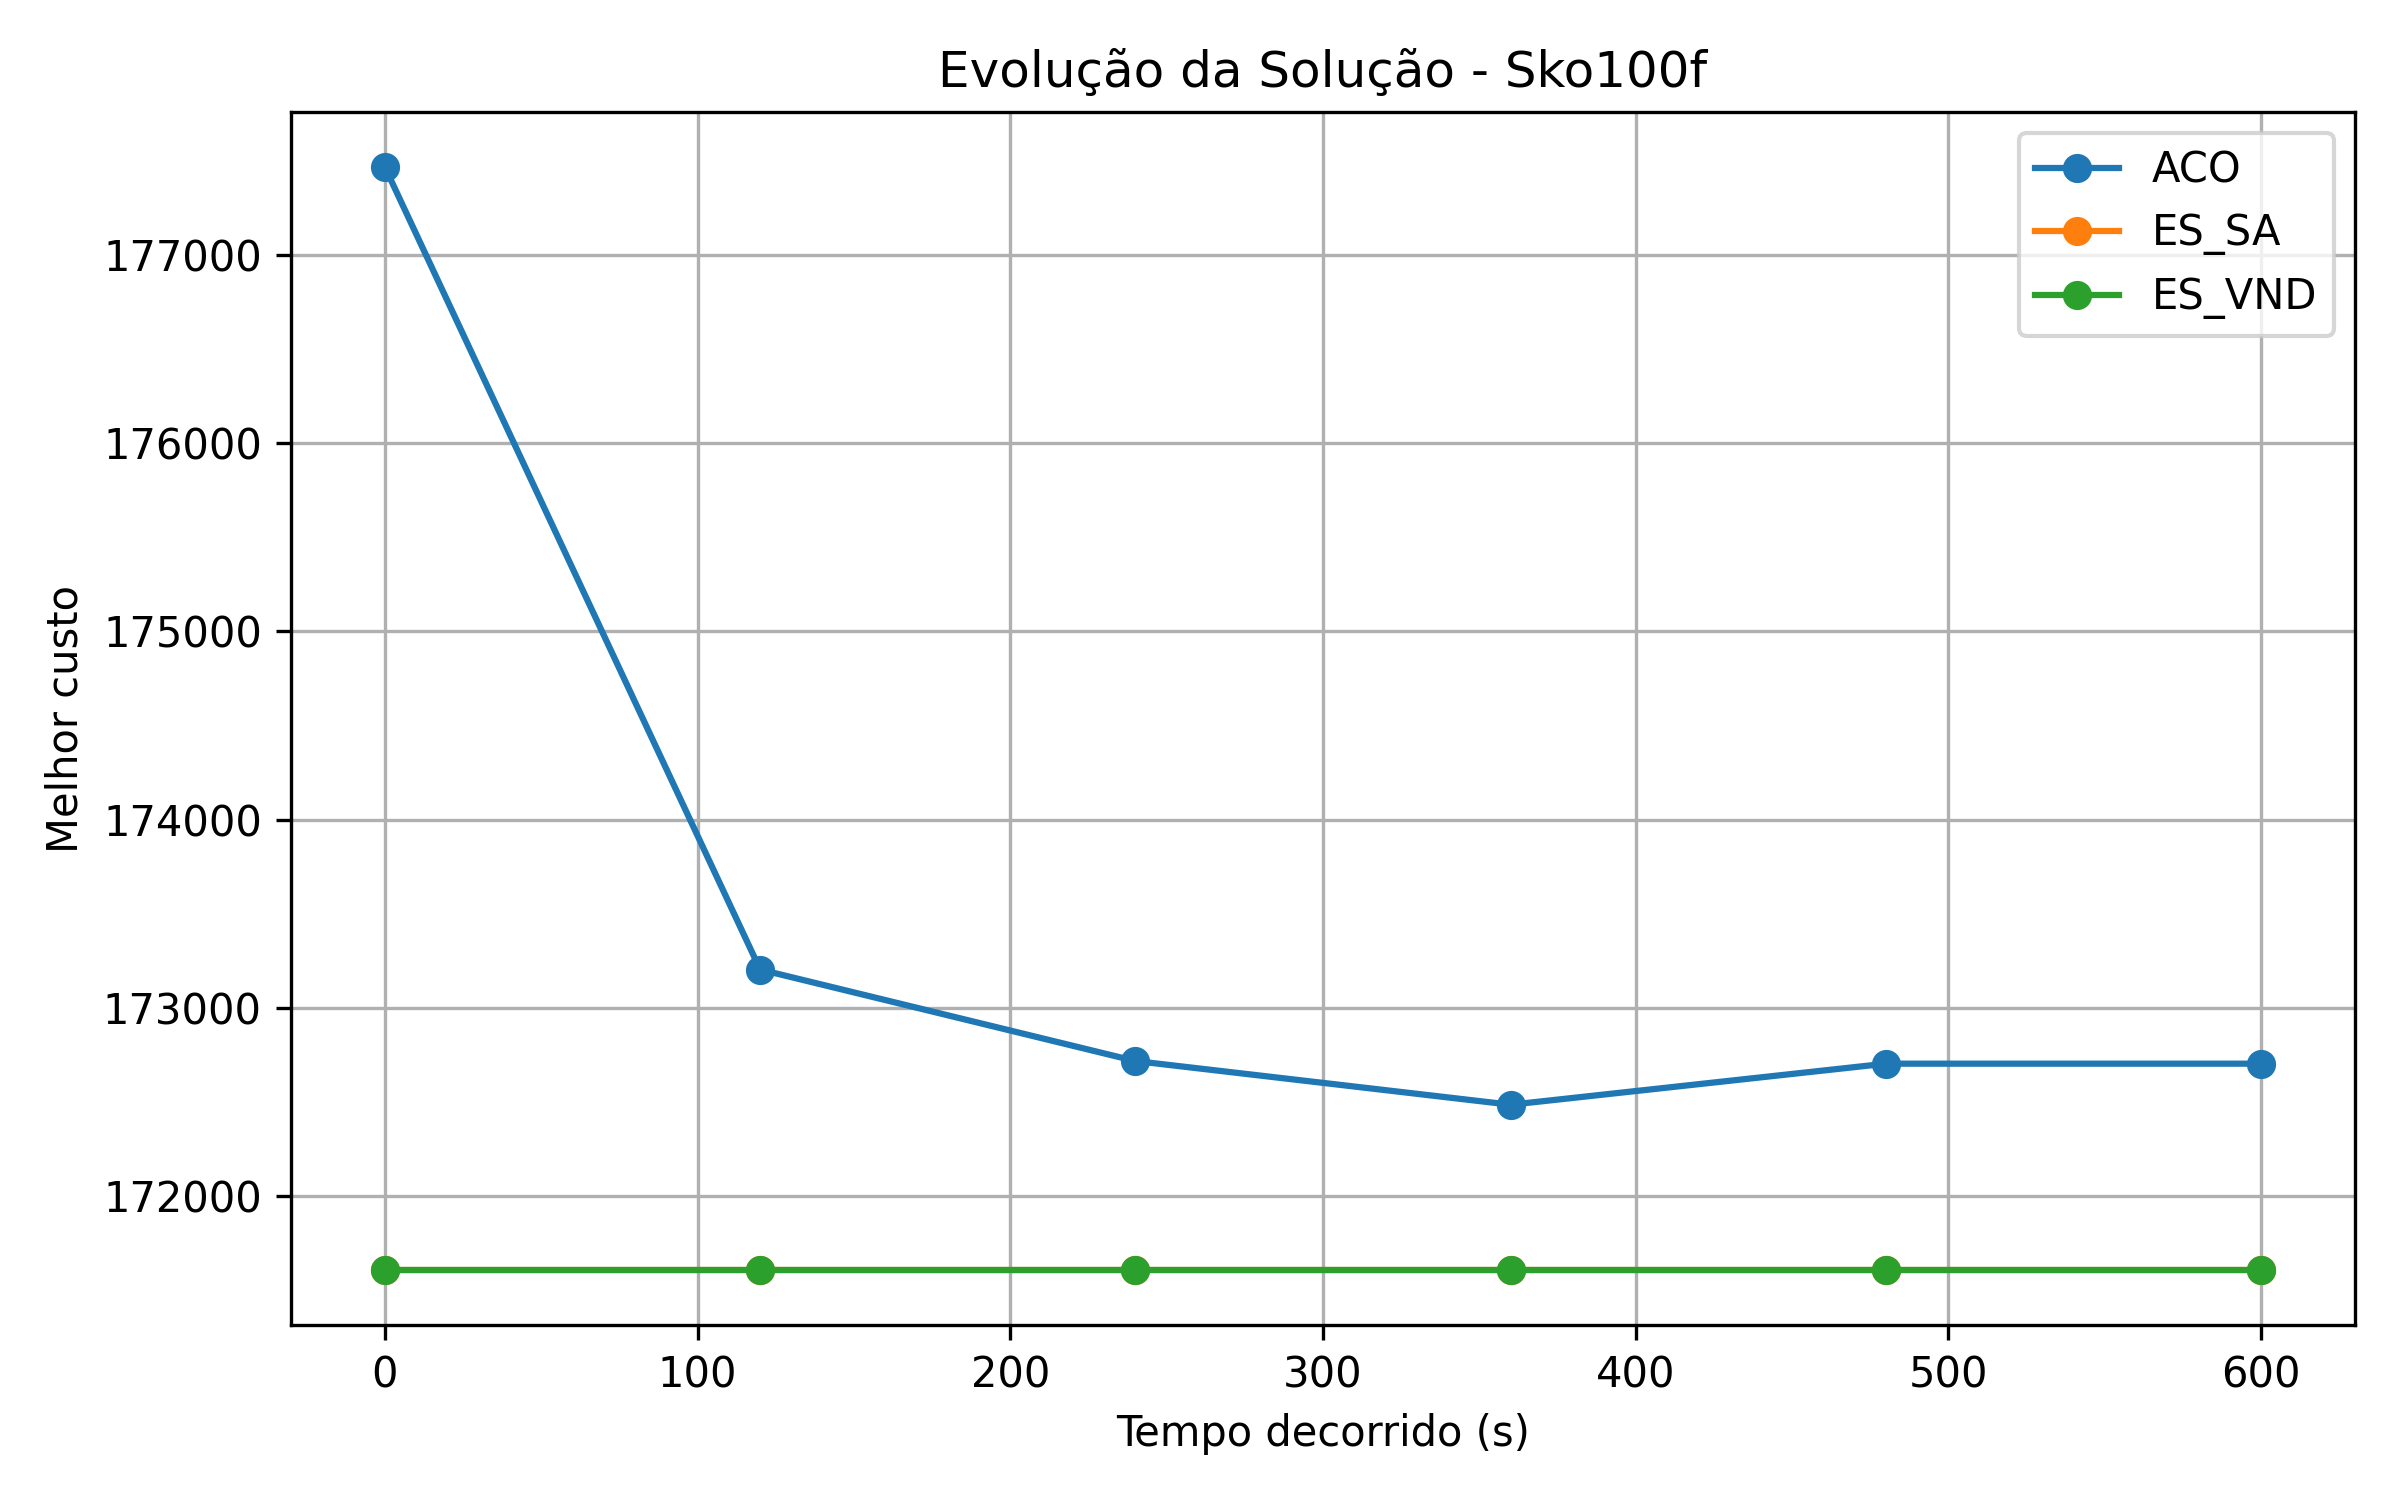 Evolução da Solução - Sko100f
ACO
ES_SA
ES_VND
177000
176000
175000
174000
173000
172000
Melhor custo
0 100 200 300 400 500 600
Tempo decorrido (s)